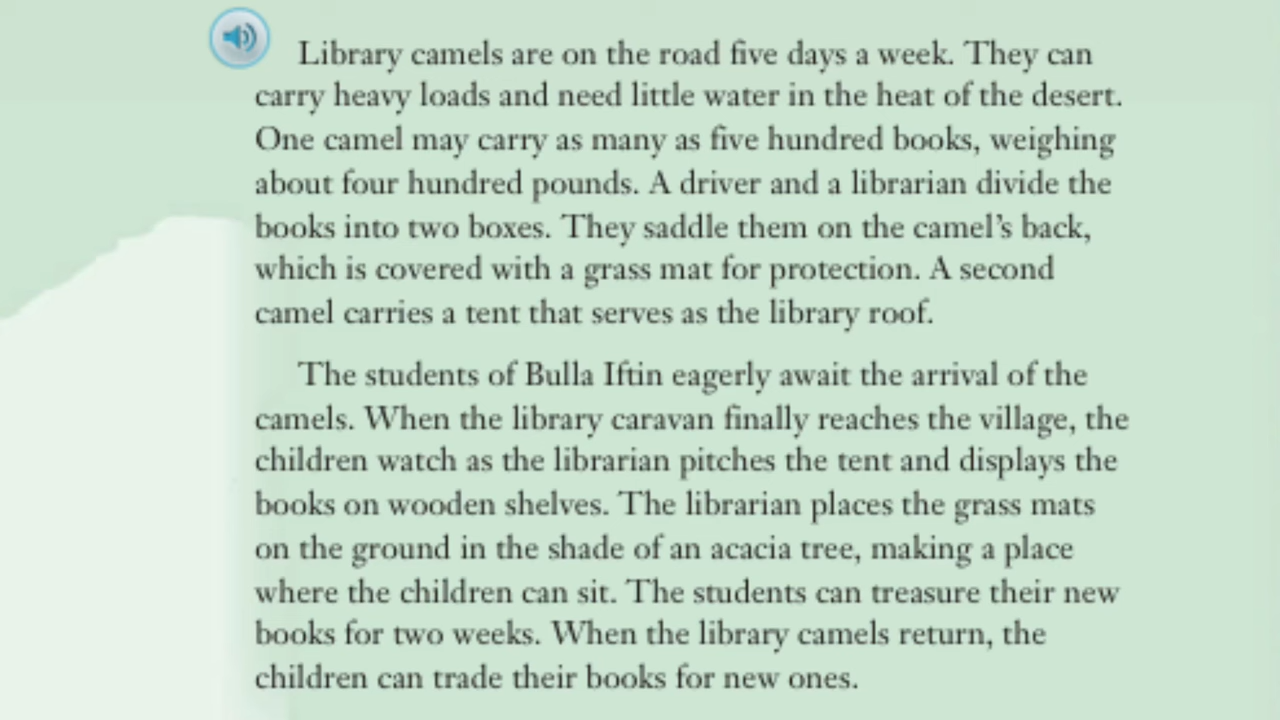 Library camels are on the road five days a week. They can
carry heavy loads and need little water in the heat of the desert.
One camel may carry as many as five hundred books, weighing
about four hundred pounds. A driver and a librarian divide the
books into two boxes. They saddle them on the camel's back,
which is covered with a grass mat for protection. A second
camel carries a tent that serves as the library roof.
The students of Bulla Iftin eagerly await the arrival of the
camels. When the library caravan finally reaches the village, the
children watch as the librarian pitches the tent and displays the
books on wooden shelves. The librarian places the grass mats
on the ground in the shade of an acacia tree, making a place
where the children can sit. The students can treasure their new
books for two weeks. When the library camels return, the
children can trade their books for new ones.